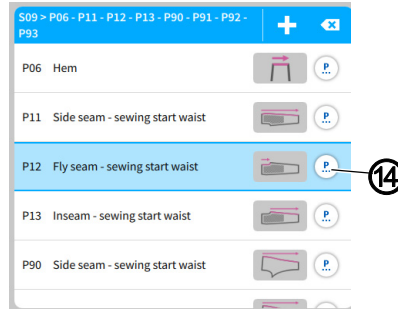 S09 > P06 - P11 - P12 - P13 - P90 - P91 - P92 -
P93
P06 Hem P...
P11 Side seam - sewing start waist P...
P12 Fly seam - sewing start waist P... 14
P13 Inseam - sewing start waist P...
P90 Side seam - sewing start waist P...